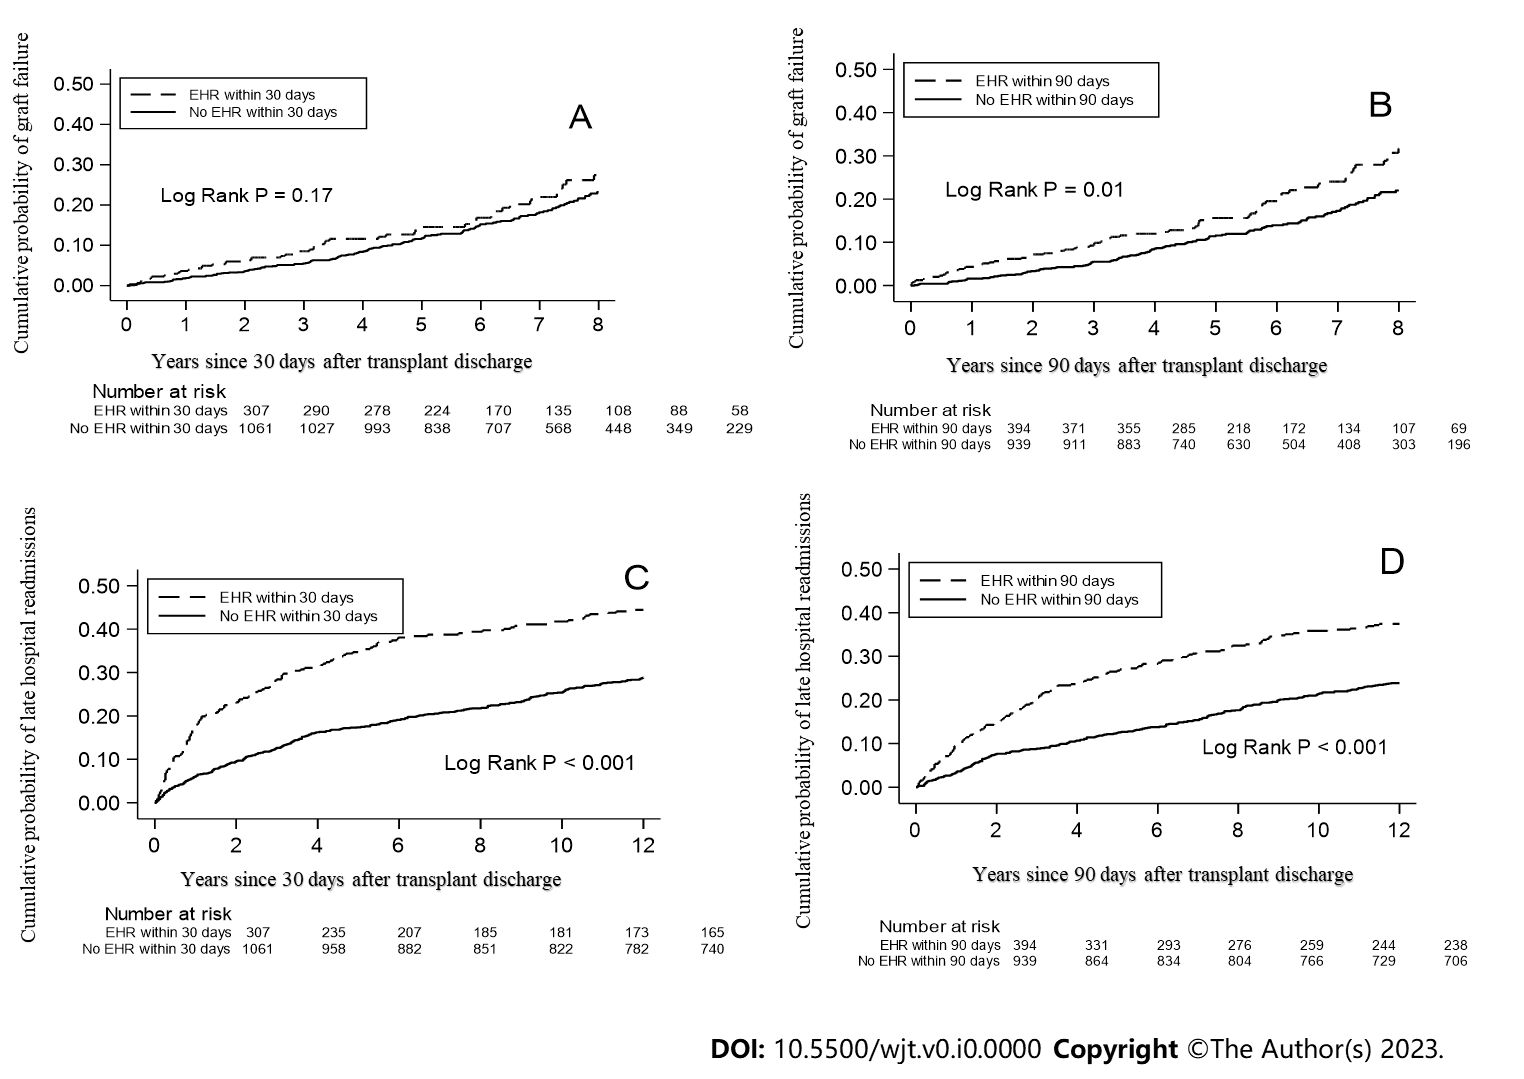 Cumulative probability of graft failure
0.50
0.40
0.30
0.20
0.10
0.00
EHR within 30 days
No EHR within 30 days
A
Log Rank P = 0.17
0 1 2 3 4 5 6 7 8
Years since 30 days after transplant discharge
Number at risk
EHR within 30 days 307 290 278 224 170 135 108 88 58
No EHR within 30 days 1061 1027 993 838 707 568 448 349 229
Cumulative probability of graft failure
0.50
0.40
0.30
0.20
0.10
0.00
EHR within 90 days
No EHR within 90 days
B
Log Rank P = 0.01
0 1 2 3 4 5 6 7 8
Years since 90 days after transplant discharge
Number at risk
EHR within 90 days 394 371 355 285 218 172 134 107 69
No EHR within 90 days 939 911 883 740 630 504 408 303 196
Cumulative probability of late hospital readmissions
0.50
0.40
0.30
0.20
0.10
0.00
EHR within 30 days
No EHR within 30 days
C
Log Rank P < 0.001
0 2 4 6 8 10 12
Years since 30 days after transplant discharge
Number at risk
EHR within 30 days 307 235 207 185 181 173 165
No EHR within 30 days 1061 958 882 851 822 782 740
Cumulative probability of late hospital readmissions
0.50
0.40
0.30
0.20
0.10
0.00
EHR within 90 days
No EHR within 90 days
D
Log Rank P < 0.001
0 2 4 6 8 10 12
Years since 90 days after transplant discharge
Number at risk
EHR within 90 days 394 331 293 276 259 244 238
No EHR within 90 days 939 864 834 804 766 729 706
DOI: 10.5500/wjt.v0.i0.0000 Copyright ©The Author(s) 2023.